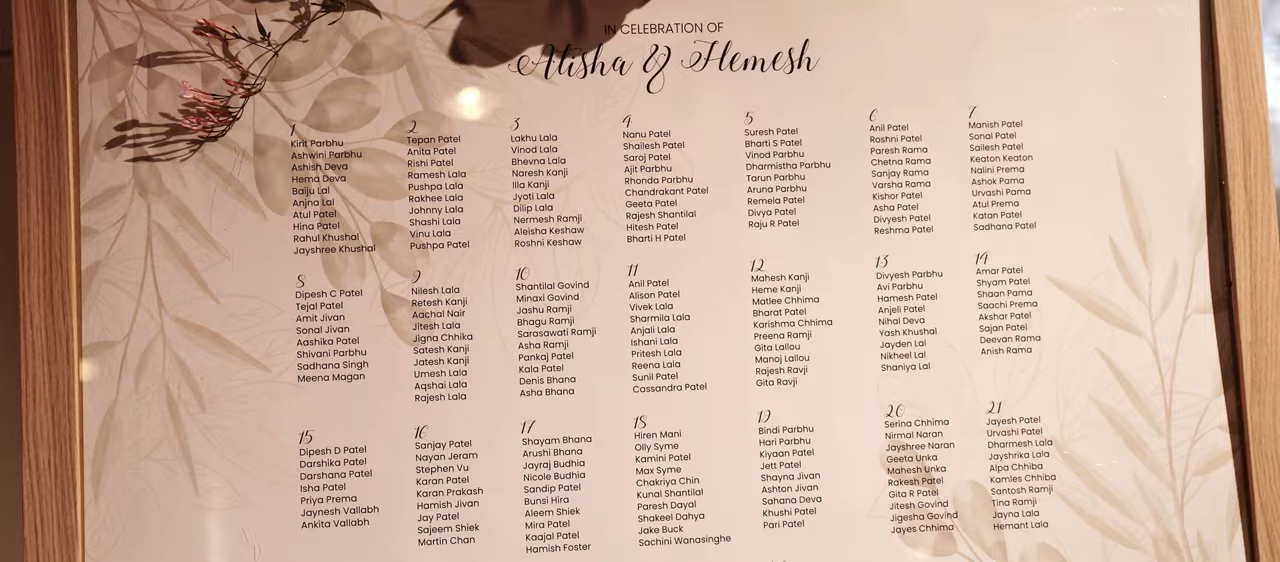 IN CELEBRATION OF
Atisha & Hemesh
1
Kirit Parbhu
Ashwini Parbhu
Ashish Deva
Hema Deva
Baiju Lal
Anjna Lal
Atul Patel
Hina Patel
Rahul Khushal
Jayshree Khushal
2
Tepan Patel
Anita Patel
Rishi Patel
Ramesh Lala
Pushpa Lala
Rakhee Lala
Johnny Lala
Shashi Lala
Vinu Lala
Pushpa Patel
3
Lakhu Lala
Vinod Lala
Bhevna Lala
Naresh Kanji
Illa Kanji
Jyoti Lala
Dilip Lala
Nermesh Ramji
Aleisha Keshaw
Roshni Keshaw
4
Nanu Patel
Shailesh Patel
Saroj Patel
Ajit Parbhu
Rhonda Parbhu
Chandrakant Patel
Geeta Patel
Rajesh Shantilal
Hitesh Patel
Bharti H Patel
5
Suresh Patel
Bharti S Patel
Vinod Parbhu
Dharmistha Parbhu
Tarun Parbhu
Aruna Parbhu
Remela Patel
Divya Patel
Raju R Patel
6
Anil Patel
Roshni Patel
Paresh Rama
Chetna Rama
Sanjay Rama
Varsha Rama
Kishor Patel
Asha Patel
Divyesh Patel
Reshma Patel
7
Manish Patel
Sonal Patel
Sailesh Patel
Keaton Keaton
Nalini Prema
Ashok Pama
Urvashi Pama
Atul Prema
Katan Patel
Sadhana Patel
8
Dipesh C Patel
Tejal Patel
Amit Jivan
Sonal Jivan
Aashika Patel
Shivani Parbhu
Sadhana Singh
Meena Magan
9
Nilesh Lala
Retesh Kanji
Aachal Nair
Jitesh Lala
Jigna Chhika
Satesh Kanji
Jatesh Kanji
Umesh Lala
Aqshai Lala
Rajesh Lala
10
Shantilal Govind
Minaxi Govind
Jashu Ramji
Bhagu Ramji
Sarasawati Ramji
Asha Ramji
Pankaj Patel
Kala Patel
Denis Bhana
Asha Bhana
11
Anil Patel
Alison Patel
Vivek Lala
Sharmila Lala
Anjali Lala
Ishani Lala
Pritesh Lala
Reena Lala
Sunil Patel
Cassandra Patel
12
Mahesh Kanji
Heme Kanji
Matlee Chhima
Bharat Patel
Karishma Chhima
Preena Ramji
Gita Lallou
Manoj Lallou
Rajesh Ravji
Gita Ravji
13
Divyesh Parbhu
Avi Parbhu
Hamesh Patel
Anjeli Patel
Nihal Deva
Yash Khushal
Jayden Lal
Nikheel Lal
Shaniya Lal
14
Amar Patel
Shyam Patel
Shaan Pama
Saachi Prema
Akshar Patel
Sajan Patel
Deevan Rama
Anish Rama
15
Dipesh D Patel
Darshika Patel
Darshana Patel
Isha Patel
Priya Prema
Jaynesh Vallabh
Ankita Vallabh
16
Sanjay Patel
Nayan Jeram
Stephen Vu
Karan Patel
Karan Prakash
Hamish Jivan
Jay Patel
Sajeem Shiek
Martin Chan
17
Shayam Bhana
Arushi Bhana
Jayraj Budhia
Nicole Budhia
Sandip Patel
Bunsi Hira
Aleem Shiek
Mira Patel
Kaajal Patel
Hamish Foster
18
Hiren Mani
Olly Syme
Kamini Patel
Max Syme
Chakriya Chin
Kunal Shantilal
Paresh Dayal
Shakeel Dahya
Jake Buck
Sachini Wanasinghe
19
Bindi Parbhu
Hari Parbhu
Kiyaan Patel
Jett Patel
Shayna Jivan
Ashton Jivan
Sahana Deva
Khushi Patel
Pari Patel
20
Serina Chhima
Nirmal Naran
Jayshree Naran
Geeta Unka
Mahesh Unka
Rakesh Patel
Gita R Patel
Jitesh Govind
Jigesha Govind
Jayes Chhima
21
Jayesh Patel
Urvashi Patel
Dharmesh Lala
Jayshrika Lala
Alpa Chhiba
Kamles Chhiba
Santosh Ramji
Tina Ramji
Jayna Lala
Hemant Lala